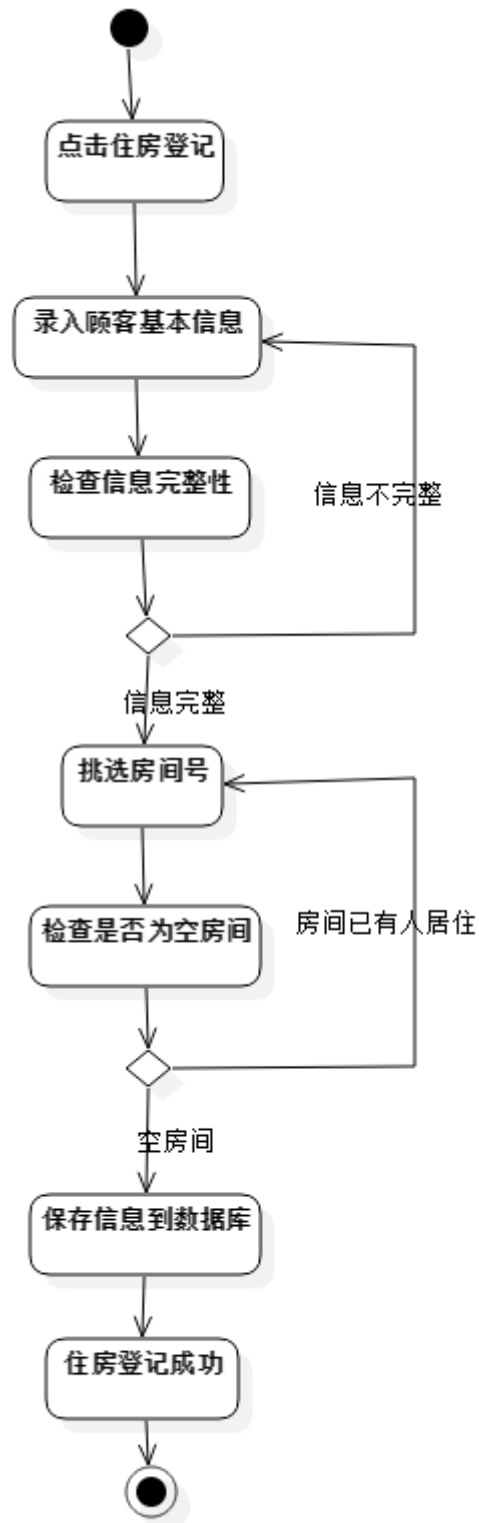 点击住房登记
录入顾客基本信息
检查信息完整性
信息不完整
信息完整
挑选房间号
检查是否为空房间
房间已有人居住
空房间
保存信息到数据库
住房登记成功